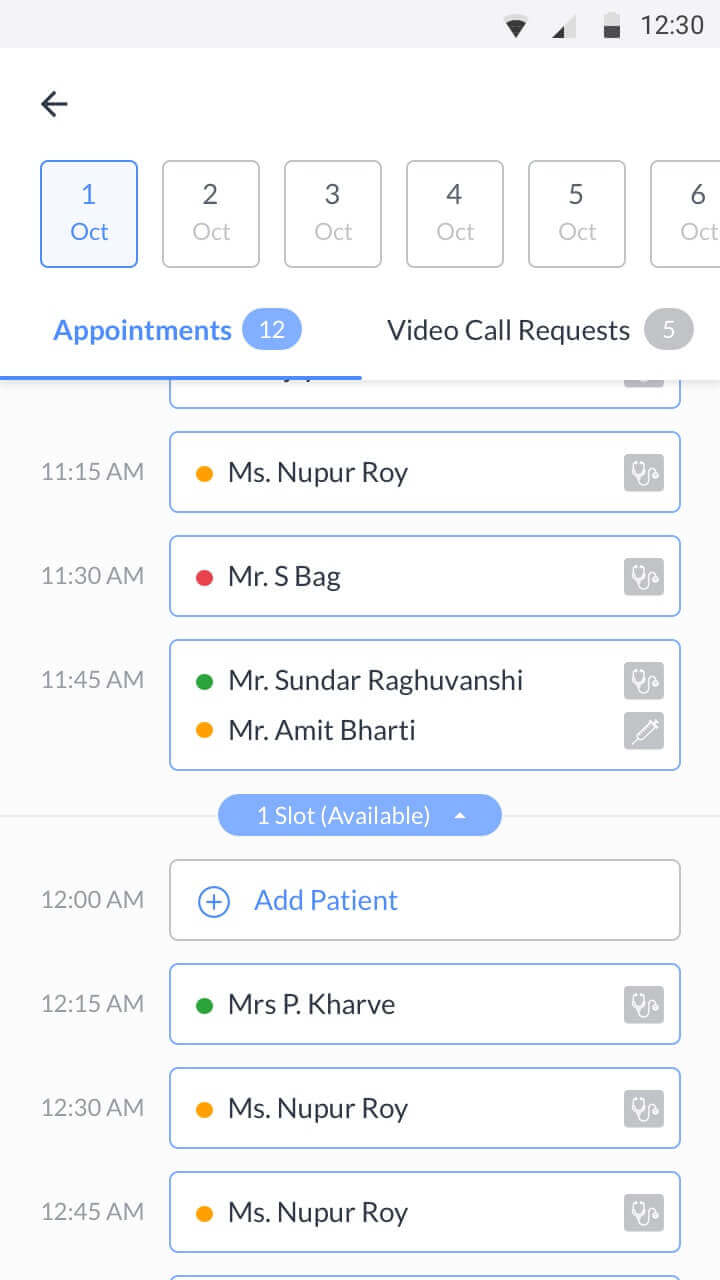 12:30
1 2 3 4 5 6
Oct Oct Oct Oct Oct Oct
Appointments 12 Video Call Requests 5
11:15 AM Ms. Nupur Roy
11:30 AM Mr. S Bag
11:45 AM Mr. Sundar Raghuvanshi
Mr. Amit Bharti
1 Slot (Available)
12:00 AM Add Patient
12:15 AM Mrs P. Kharve
12:30 AM Ms. Nupur Roy
12:45 AM Ms. Nupur Roy